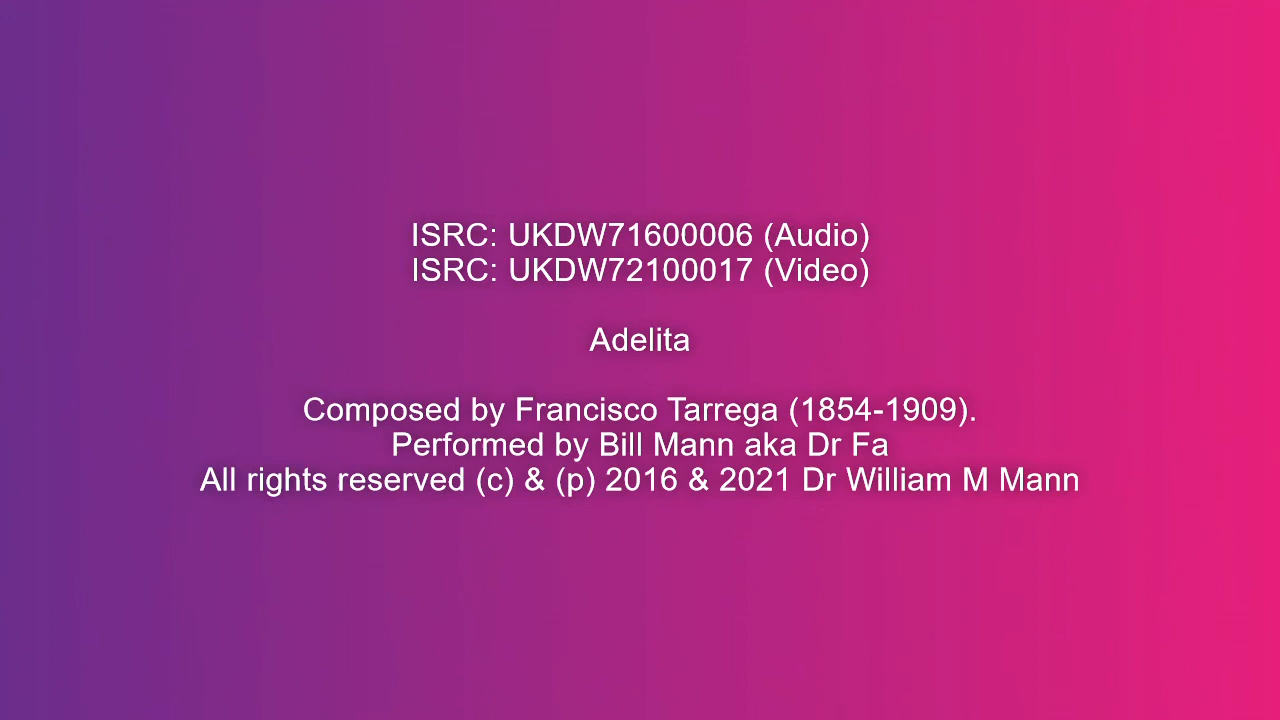 ISRC: UKDW71600006 (Audio)
ISRC: UKDW72100017 (Video)
Adelita
Composed by Francisco Tarrega (1854-1909).
Performed by Bill Mann aka Dr Fa
All rights reserved (c) & (p) 2016 & 2021 Dr William M Mann